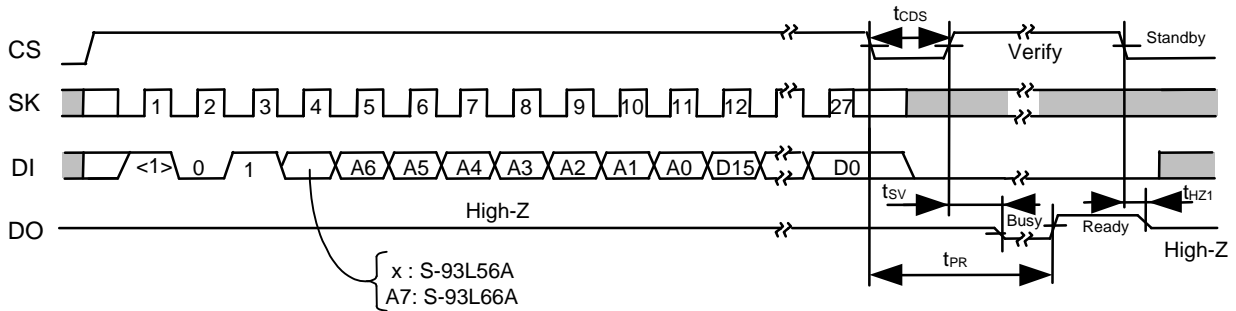 tCDS
CS Verify Standby
SK 1 2 3 4 5 6 7 8 9 10 11 12 27
DI <1> 0 1 A6 A5 A4 A3 A2 A1 A0 D15 D0
tSV tHZ1
High-Z Busy Ready
DO High-Z
tPR
x : S-93L56A
A7: S-93L66A